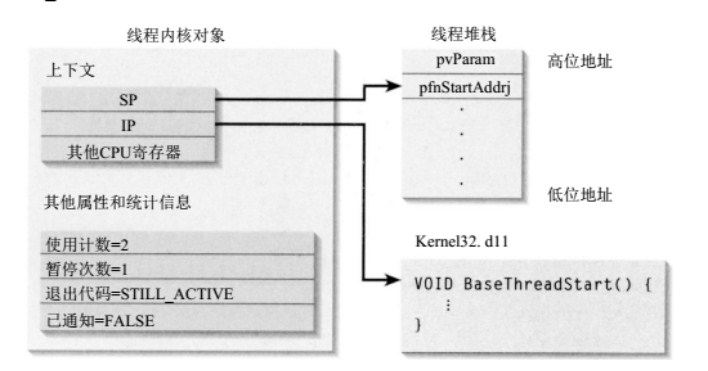 线程内核对象
上下文
SP
IP
其他CPU寄存器
其他属性和统计信息
使用计数=2
暂停次数=1
退出代码=STILL_ACTIVE
已通知=FALSE
线程堆栈
pvParam
高位地址
pfnStartAddrj
.
.
.
.
低位地址
Kernel32. d11
VOID BaseThreadStart() {
⋮
}